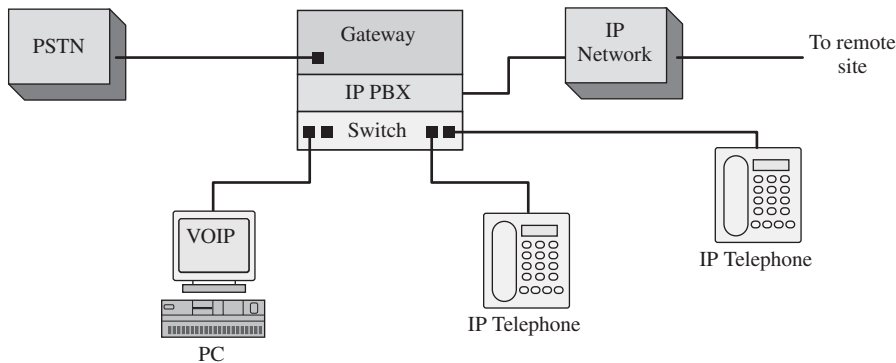 PSTN
Gateway
IP
Network
To remote
site
IP PBX
Switch
VOIP
IP Telephone
IP Telephone
PC